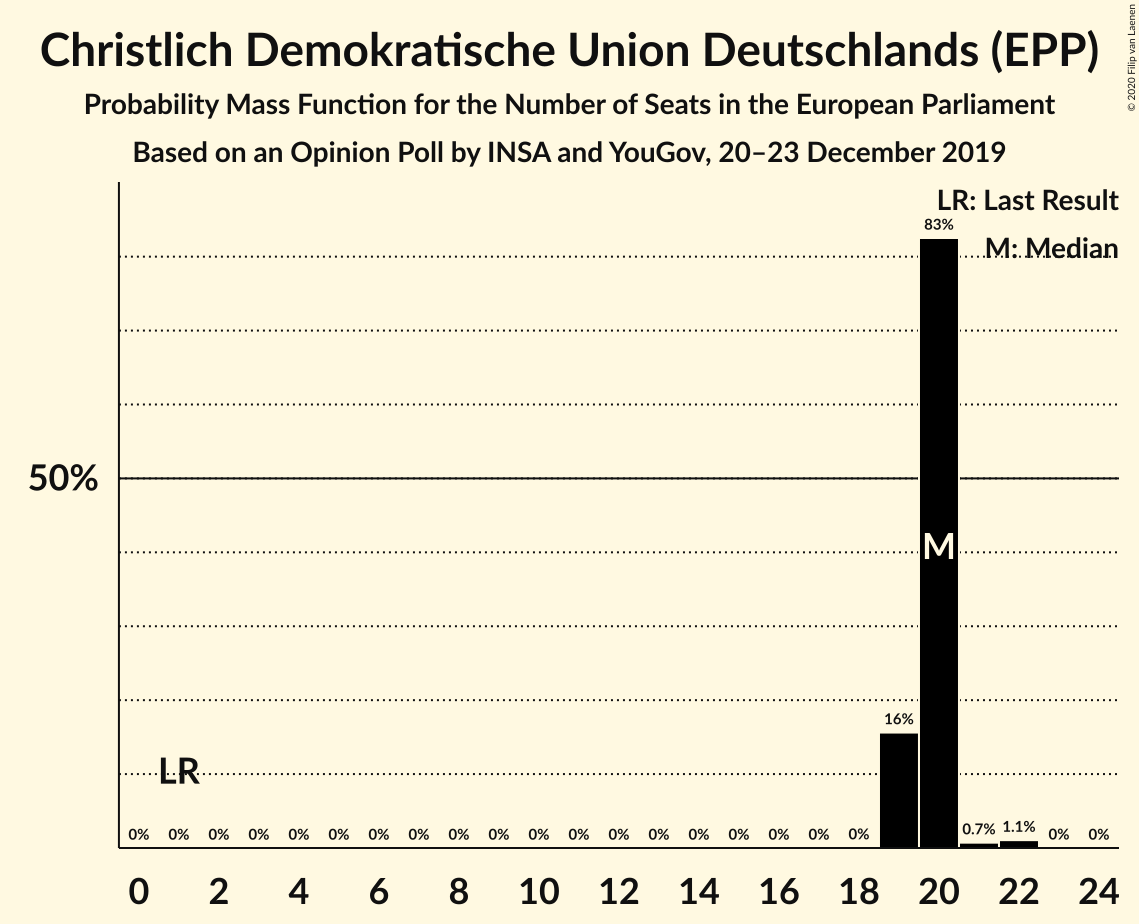 Christlich Demokratische Union Deutschlands (EPP)
Probability Mass Function for the Number of Seats in the European Parliament
Based on an Opinion Poll by INSA and YouGov, 20–23 December 2019
© 2020 Filip van Laenen
LR: Last Result
83%
M: Median
50%
M
16%
LR
0% 0% 0% 0% 0% 0% 0% 0% 0% 0% 0% 0% 0% 0% 0% 0% 0% 0% 0% 0.7% 1.1% 0% 0%
0 2 4 6 8 10 12 14 16 18 20 22 24